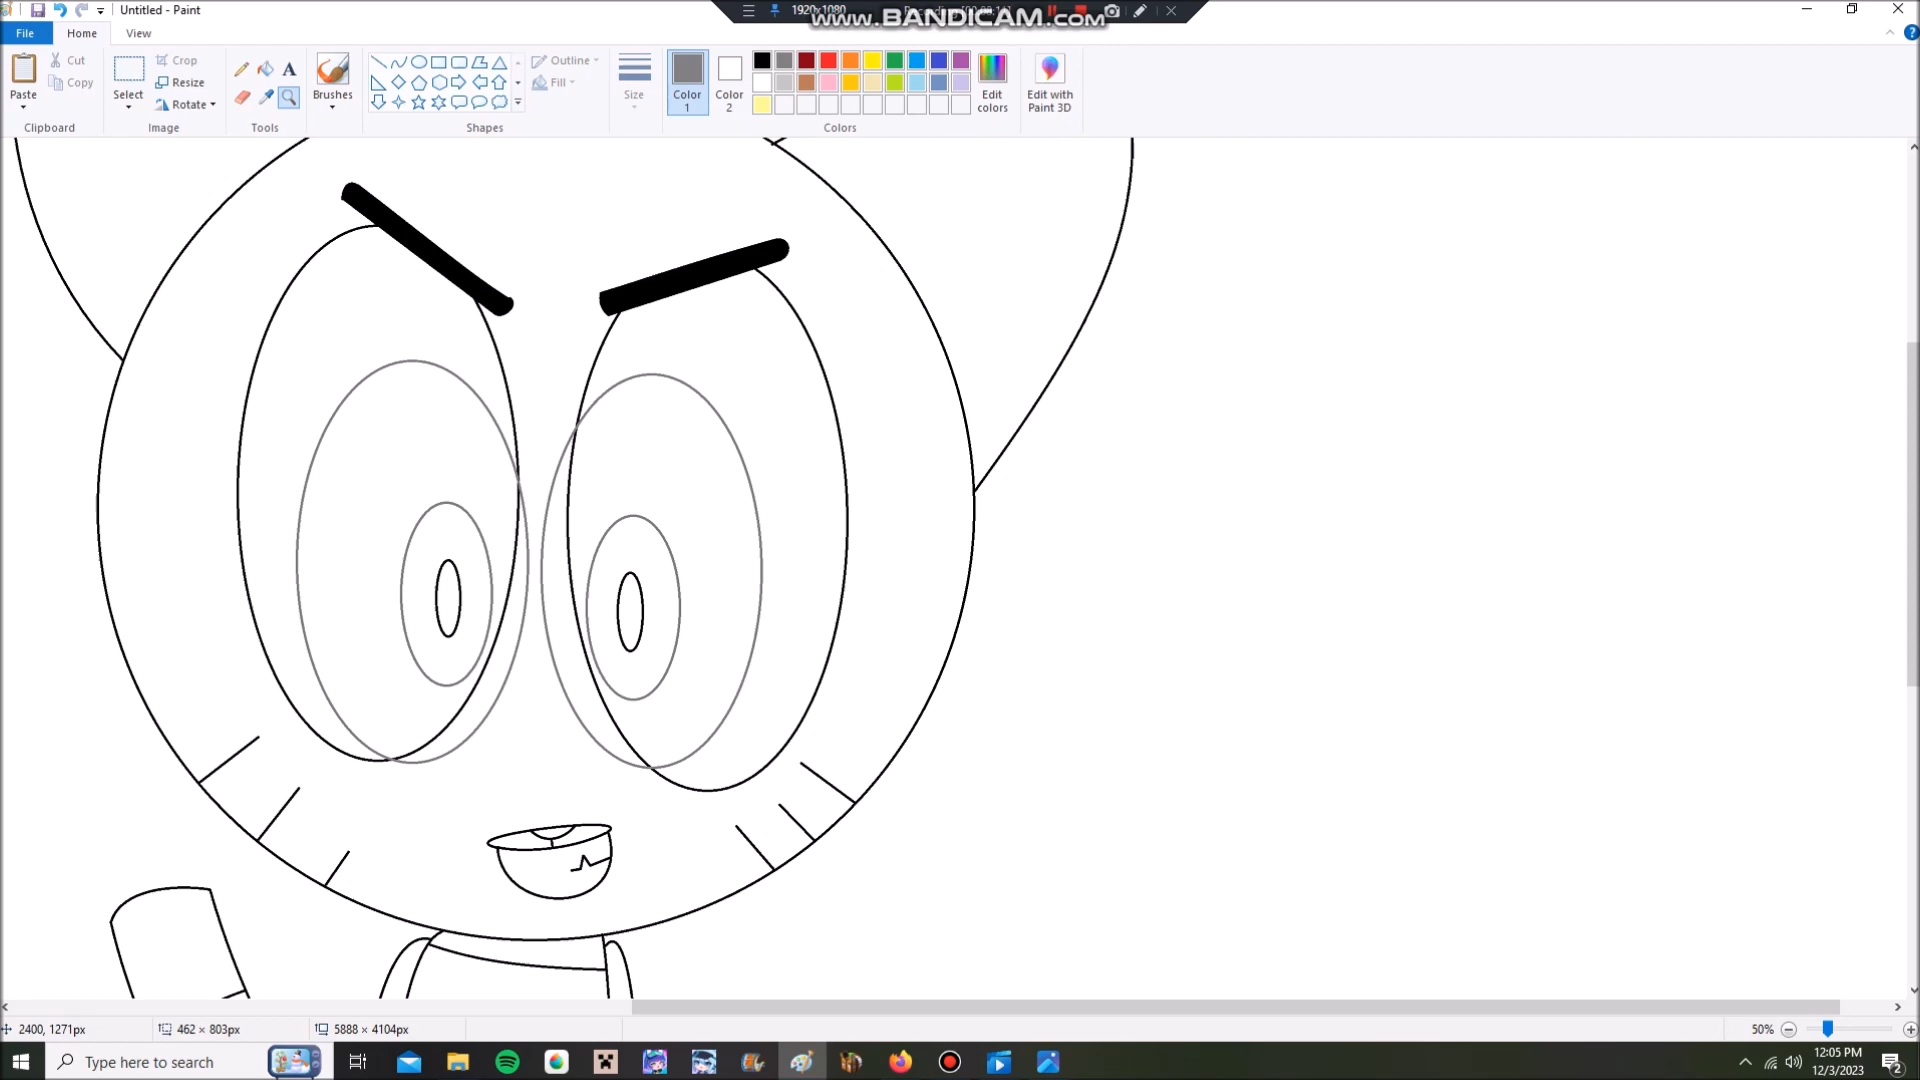 Untitled - Paint
1920x1080
www.BANDICAM.com
File
Home
View
Paste
Cut
Copy
Clipboard
Select
Crop
Resize
Rotate
Image
A
Tools
Brushes
Outline
Fill
Shapes
Size
Color 1
Color 2
Edit colors
Colors
Edit with Paint 3D
2400, 1271px
462 × 803px
5888 × 4104px
50%
Type here to search
12:05 PM
12/3/2023
2